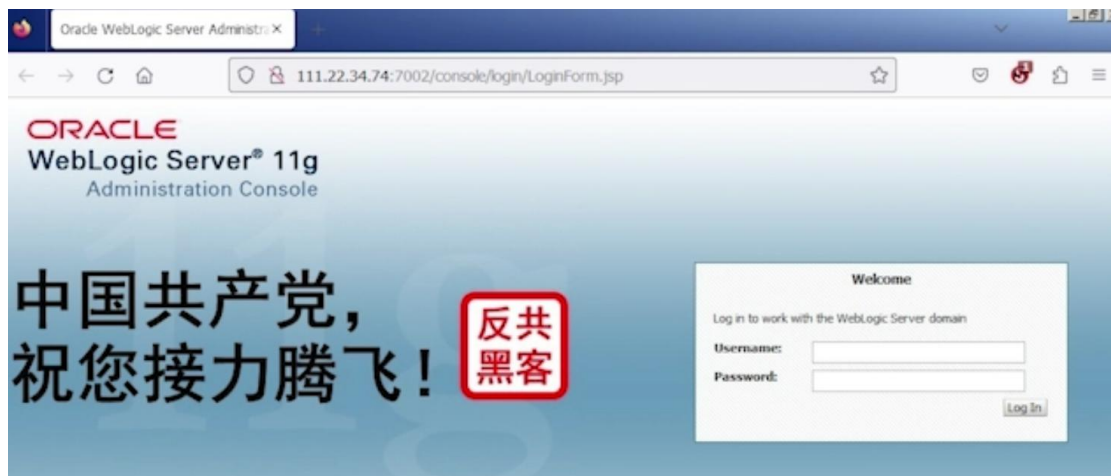 Oracle WebLogic Server Administra
111.22.34.74:7002/console/login/LoginForm.jsp
ORACLE
WebLogic Server® 11g
Administration Console
11g
中国共产党，
祝您接力腾飞！
反共
黑客
Welcome
Log in to work with the WebLogic Server domain
Username:
Password:
Log In